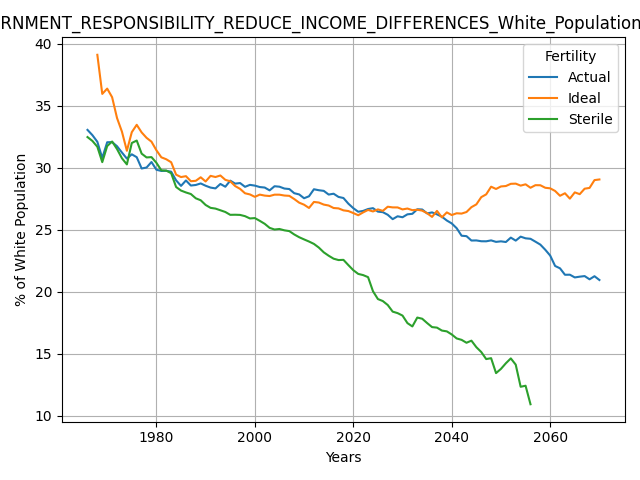 RNMENT_RESPONSIBILITY_REDUCE_INCOME_DIFFERENCES_White_Population
40
35
30
25
20
15
10
% of White Population
1980
2000
2020
2040
2060
Years
Fertility
Actual
Ideal
Sterile